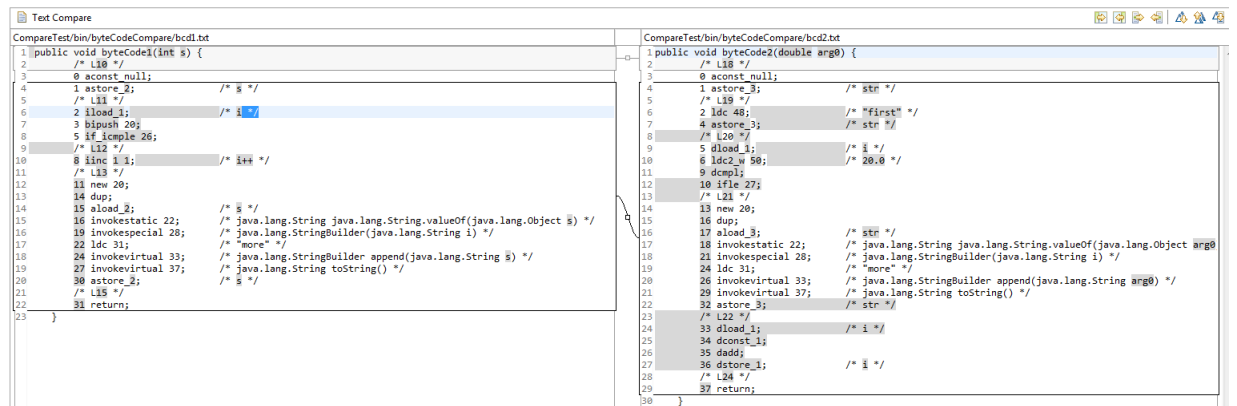 Text Compare
CompareTest/bin/byteCodeCompare/bcd1.txt
1 public void byteCode1(int s) {
2 /* L10 */
3 0 aconst_null;
4 1 astore_2; /* s */
5 /* L11 */
6 2 iload_1; /* i */
7 3 bipush 20;
8 5 if_icmple 26;
9 /* L12 */
10 8 iinc 1 1; /* i++ */
11 /* L13 */
12 11 new 20;
13 14 dup;
14 15 aload_2; /* s */
15 16 invokestatic 22; /* java.lang.String java.lang.String.valueOf(java.lang.Object s) */
16 19 invokespecial 28; /* java.lang.StringBuilder(java.lang.String i) */
17 22 ldc 31; /* "more" */
18 24 invokevirtual 33; /* java.lang.StringBuilder append(java.lang.String s) */
19 27 invokevirtual 37; /* java.lang.String toString() */
20 30 astore_2; /* s */
21 /* L15 */
22 31 return;
23 }
CompareTest/bin/byteCodeCompare/bcd2.txt
1 public void byteCode2(double arg0) {
2 /* L18 */
3 0 aconst_null;
4 1 astore_3; /* str */
5 /* L19 */
6 2 ldc 48; /* "first" */
7 4 astore_3; /* str */
8 /* L20 */
9 5 dload_1; /* i */
10 6 ldc2_w 50; /* 20.0 */
11 9 dcmpl;
12 10 ifle 27;
13 /* L21 */
14 13 new 20;
15 16 dup;
16 17 aload_3; /* str */
17 18 invokestatic 22; /* java.lang.String java.lang.String.valueOf(java.lang.Object arg0
18 21 invokespecial 28; /* java.lang.StringBuilder(java.lang.String i) */
19 24 ldc 31; /* "more" */
20 26 invokevirtual 33; /* java.lang.StringBuilder append(java.lang.String arg0) */
21 29 invokevirtual 37; /* java.lang.String toString() */
22 32 astore_3; /* str */
23 /* L22 */
24 33 dload_1; /* i */
25 34 dconst_1;
26 35 dadd;
27 36 dstore_1; /* i */
28 /* L24 */
29 37 return;
30 }